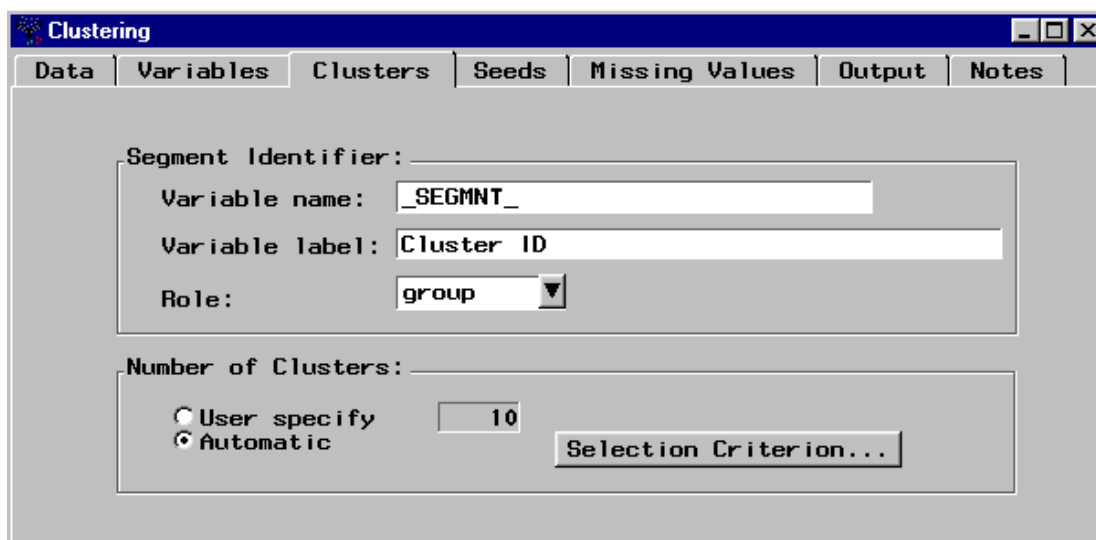 Clustering
Data Variables Clusters Seeds Missing Values Output Notes
Segment Identifier:
Variable name: _SEGMNT_
Variable label: Cluster ID
Role: group
Number of Clusters:
User specify 10
Automatic
Selection Criterion...